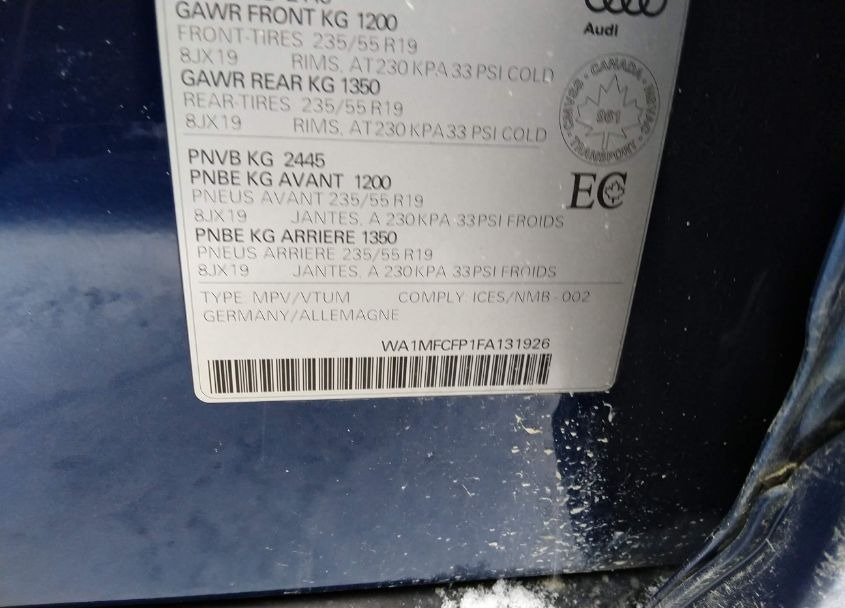 GAWR FRONT KG 1200
FRONT-TIRES 235/55 R19
8JX19 RIMS, AT 230 KPA 33 PSI COLD
GAWR REAR KG 1350
REAR-TIRES 235/55 R19
8JX19 RIMS, AT 230 KPA 33 PSI COLD
Audi
CANADA
TRANSPORT
961
PNVB KG 2445
PNBE KG AVANT 1200
PNEUS AVANT 235/55 R19
8JX19 JANTES, A 230 KPA 33 PSI FROIDS
PNBE KG ARRIERE 1350
PNEUS ARRIERE 235/55 R19
8JX19 JANTES, A 230 KPA 33 PSI FROIDS
EC
TYPE: MPV/VTUM COMPLY: ICES/NMB - 002
GERMANY/ALLEMAGNE
WA1MFCFP1FA131926